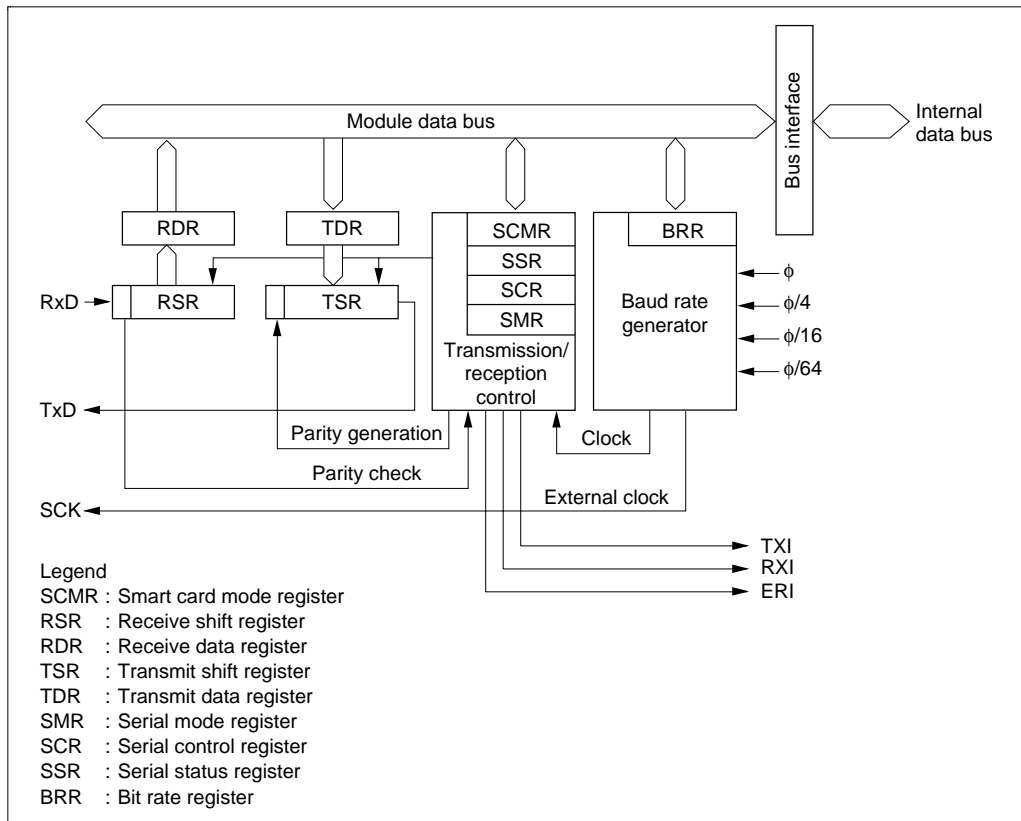 Module data bus
Bus interface
Internal
data bus
RDR
TDR
SCMR
SSR
SCR
SMR
Transmission/
reception
control
BRR
Baud rate
generator
ϕ
ϕ/4
ϕ/16
ϕ/64
RxD
RSR
TSR
TxD
Parity generation
Clock
Parity check
External clock
SCK
TXI
RXI
ERI
Legend
SCMR : Smart card mode register
RSR : Receive shift register
RDR : Receive data register
TSR : Transmit shift register
TDR : Transmit data register
SMR : Serial mode register
SCR : Serial control register
SSR : Serial status register
BRR : Bit rate register